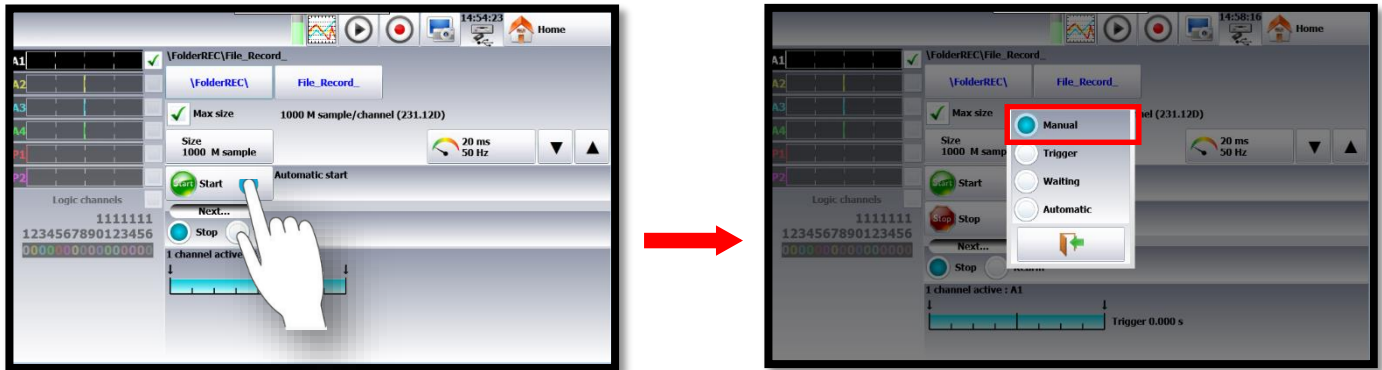 14:54:23
Home
A1
\FolderREC\File_Record_
A2
\FolderREC\
File_Record_
A3
Max size
1000 M sample/channel (231.12D)
A4
P1
Size
1000 M sample
20 ms
50 Hz
P2
Start
Start
Automatic start
Logic channels
Next...
1111111
1234567890123456
Stop
0000000000000000
1 channel active
14:58:16
Home
A1
\FolderREC\File_Record_
A2
\FolderREC\
File_Record_
A3
Max size
nel (231.12D)
A4
P1
Size
1000 M samp
20 ms
50 Hz
P2
Start
Start
Logic channels
1111111
1234567890123456
Stop
Stop
0000000000000000
Next...
Stop
1 channel active : A1
Trigger 0.000 s
Manual
Trigger
Waiting
Automatic